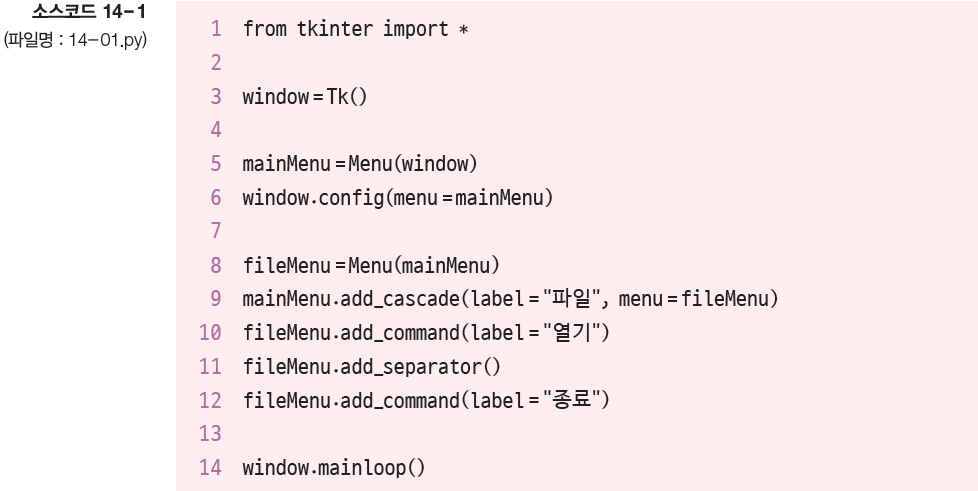 소스코드 14-1
(파일명 : 14-01.py)
1 from tkinter import *
2
3 window=Tk()
4
5 mainMenu=Menu(window)
6 window.config(menu=mainMenu)
7
8 fileMenu=Menu(mainMenu)
9 mainMenu.add_cascade(label="파일", menu=fileMenu)
10 fileMenu.add_command(label="열기")
11 fileMenu.add_separator()
12 fileMenu.add_command(label="종료")
13
14 window.mainloop()